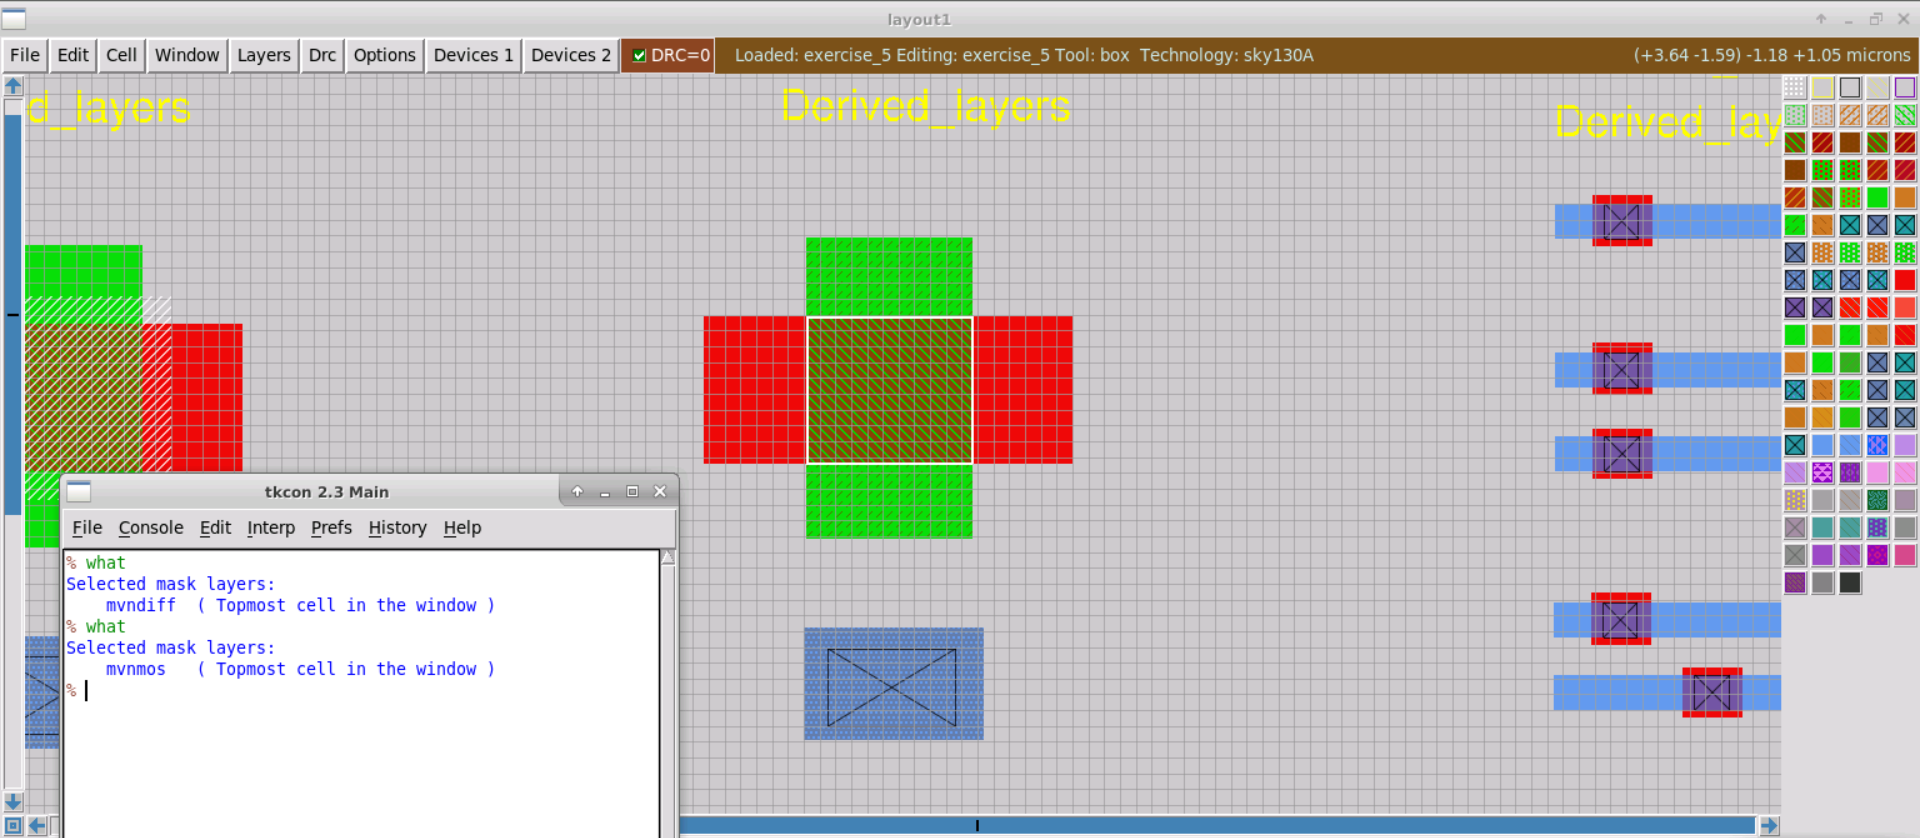 layout1
File Edit Cell Window Layers Drc Options Devices 1 Devices 2 DRC=0 Loaded: exercise_5 Editing: exercise_5 Tool: box Technology: sky130A (+3.64 -1.59) -1.18 +1.05 microns
d_layers Derived_layers Derived_lay
tkcon 2.3 Main
File Console Edit Interp Prefs History Help
% what
Selected mask layers:
mvndiff ( Topmost cell in the window )
% what
Selected mask layers:
mvnmos ( Topmost cell in the window )
%